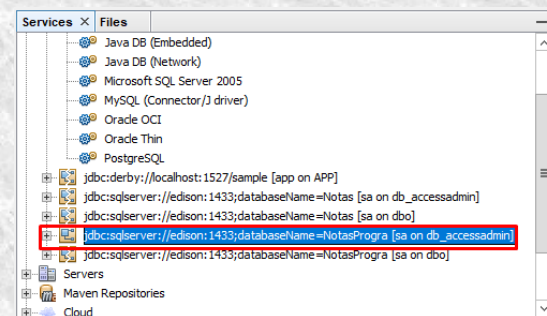 Services × Files
Java DB (Embedded)
Java DB (Network)
Microsoft SQL Server 2005
MySQL (Connector/J driver)
Oracle OCI
Oracle Thin
PostgreSQL
jdbc:derby://localhost:1527/sample [app on APP]
jdbc:sqlserver://edison:1433;databaseName=Notas [sa on db_accessadmin]
jdbc:sqlserver://edison:1433;databaseName=Notas [sa on dbo]
jdbc:sqlserver://edison:1433;databaseName=NotasProgra [sa on db_accessadmin]
jdbc:sqlserver://edison:1433;databaseName=NotasProgra [sa on dbo]
Servers
Maven Repositories
Cloud